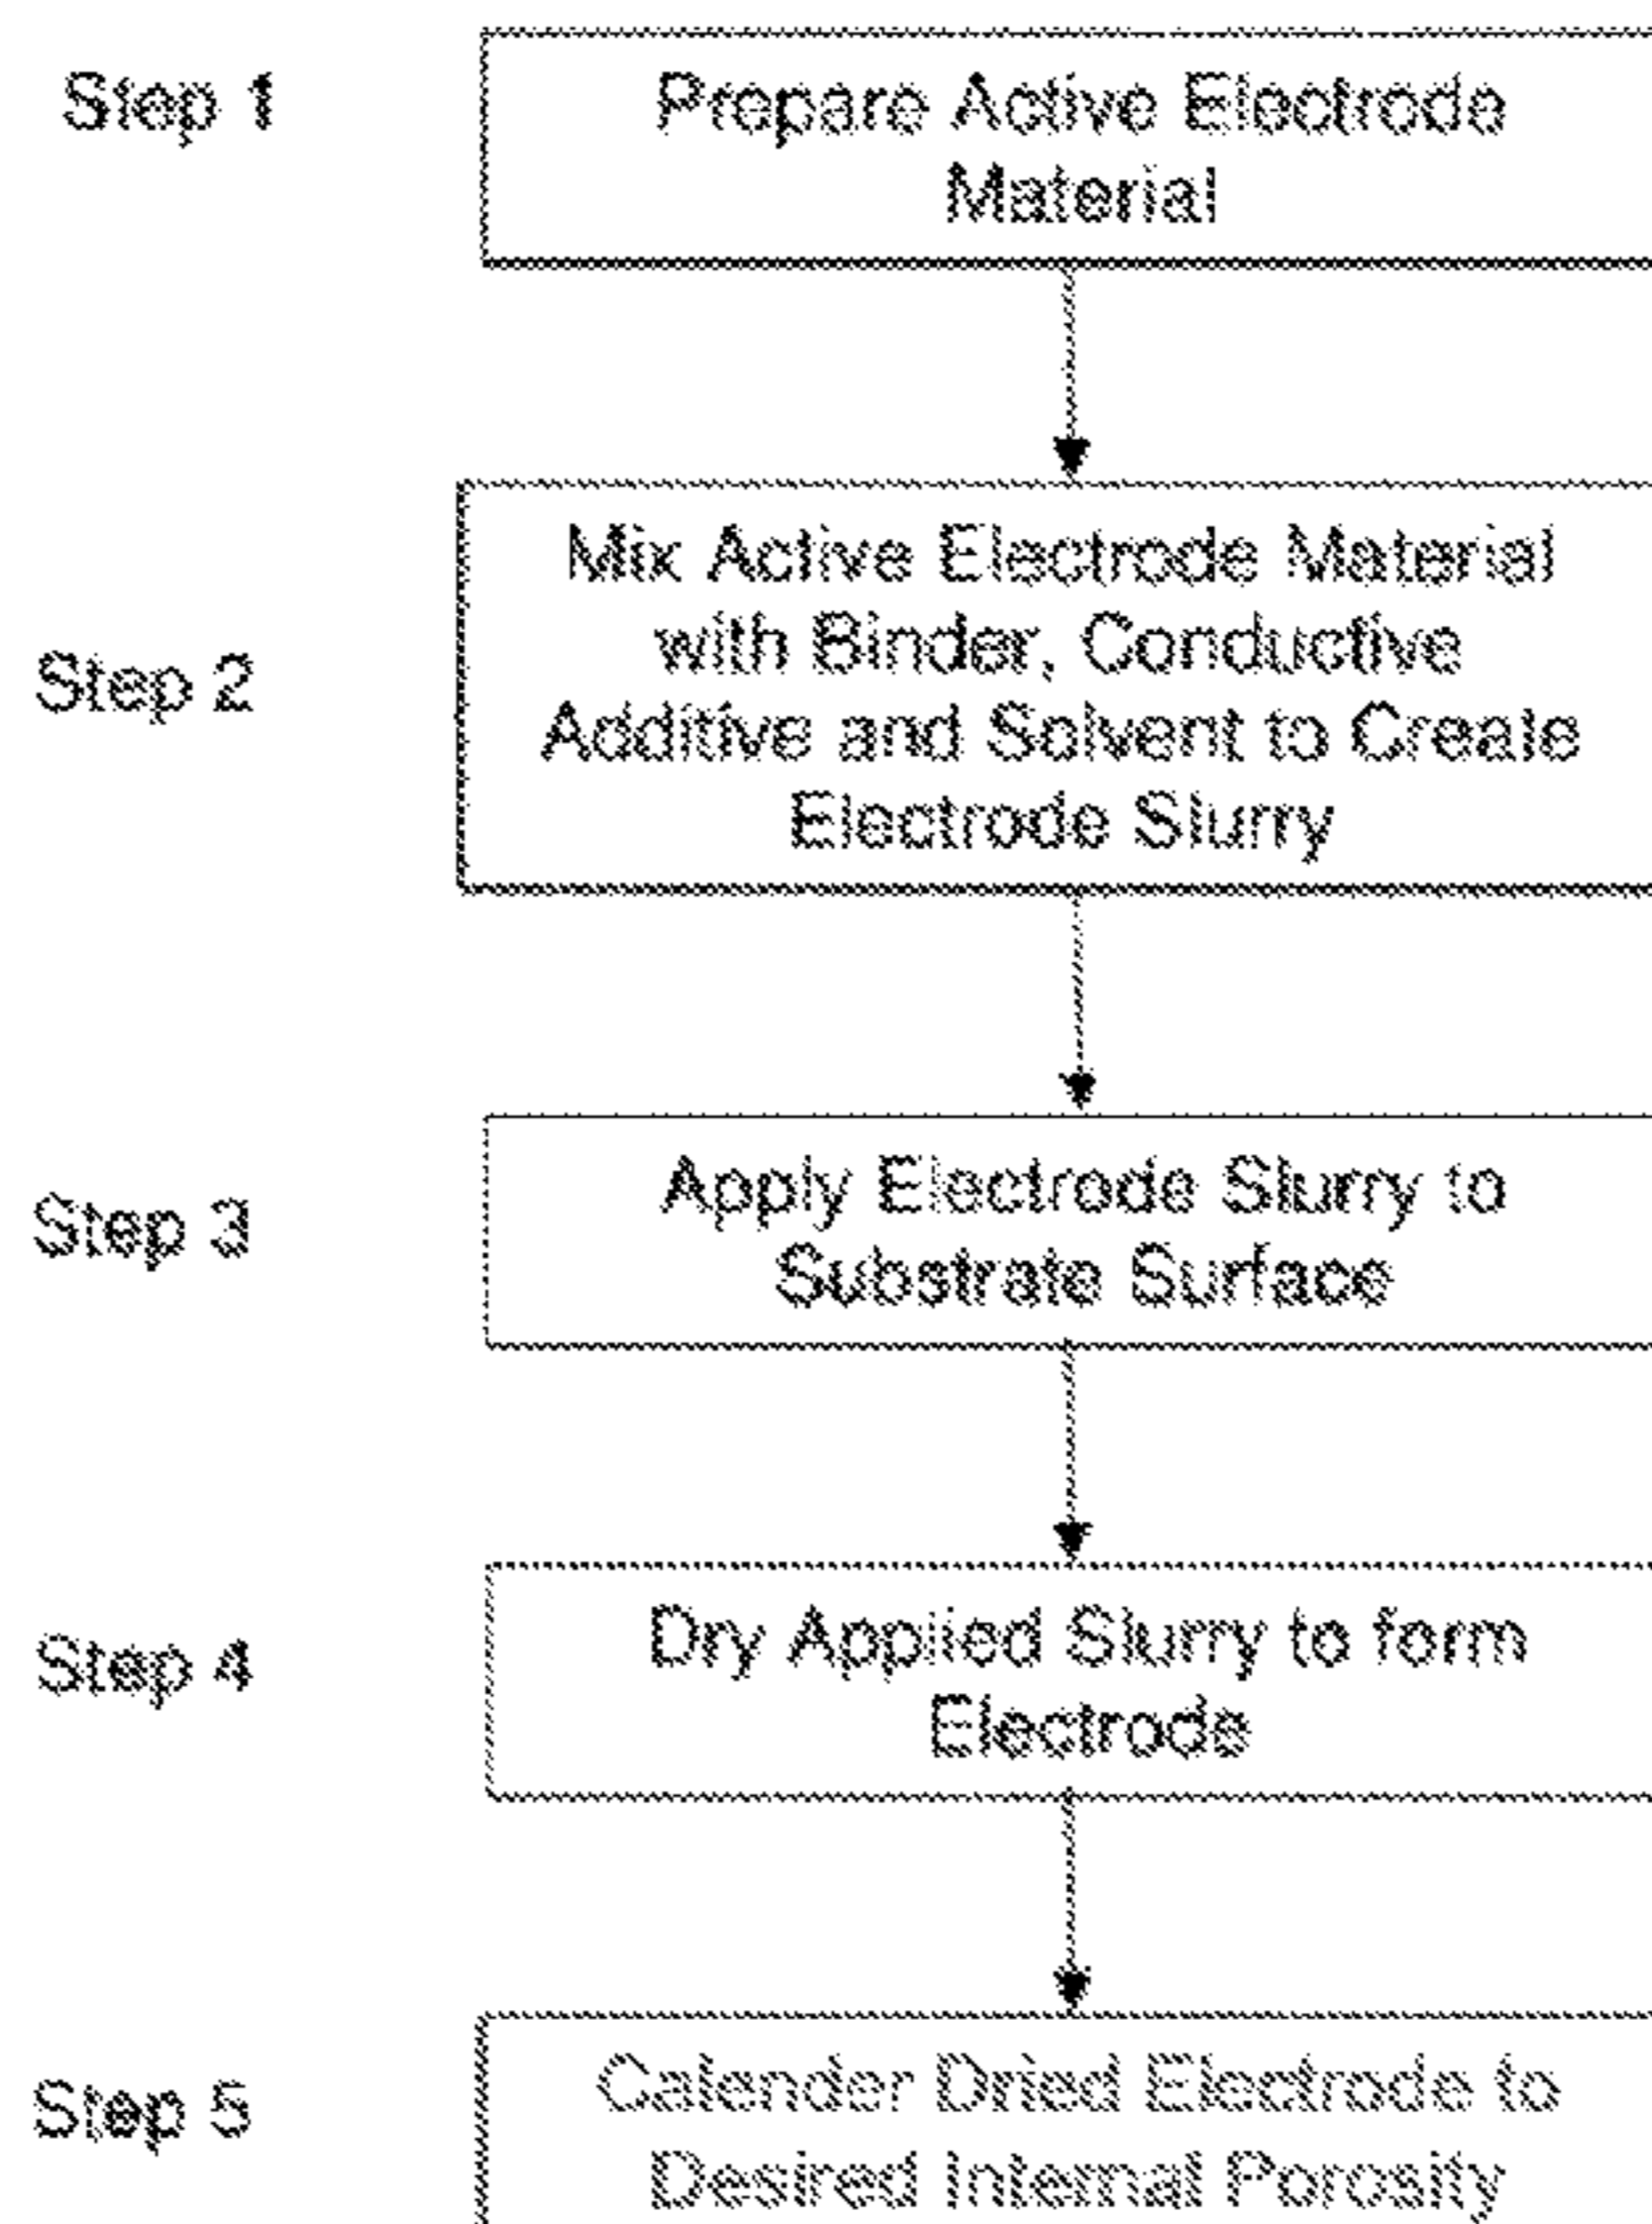 Step 1
Prepare Active Electrode
Material
Step 2
Mix Active Electrode Material
with Binder, Conductive
Additive and Solvent to Create
Electrode Slurry
Step 3
Apply Electrode Slurry to
Substrate Surface
Step 4
Dry Applied Slurry to form
Electrode
Step 5
Calender Dried Electrode to
Desired Internal Porosity